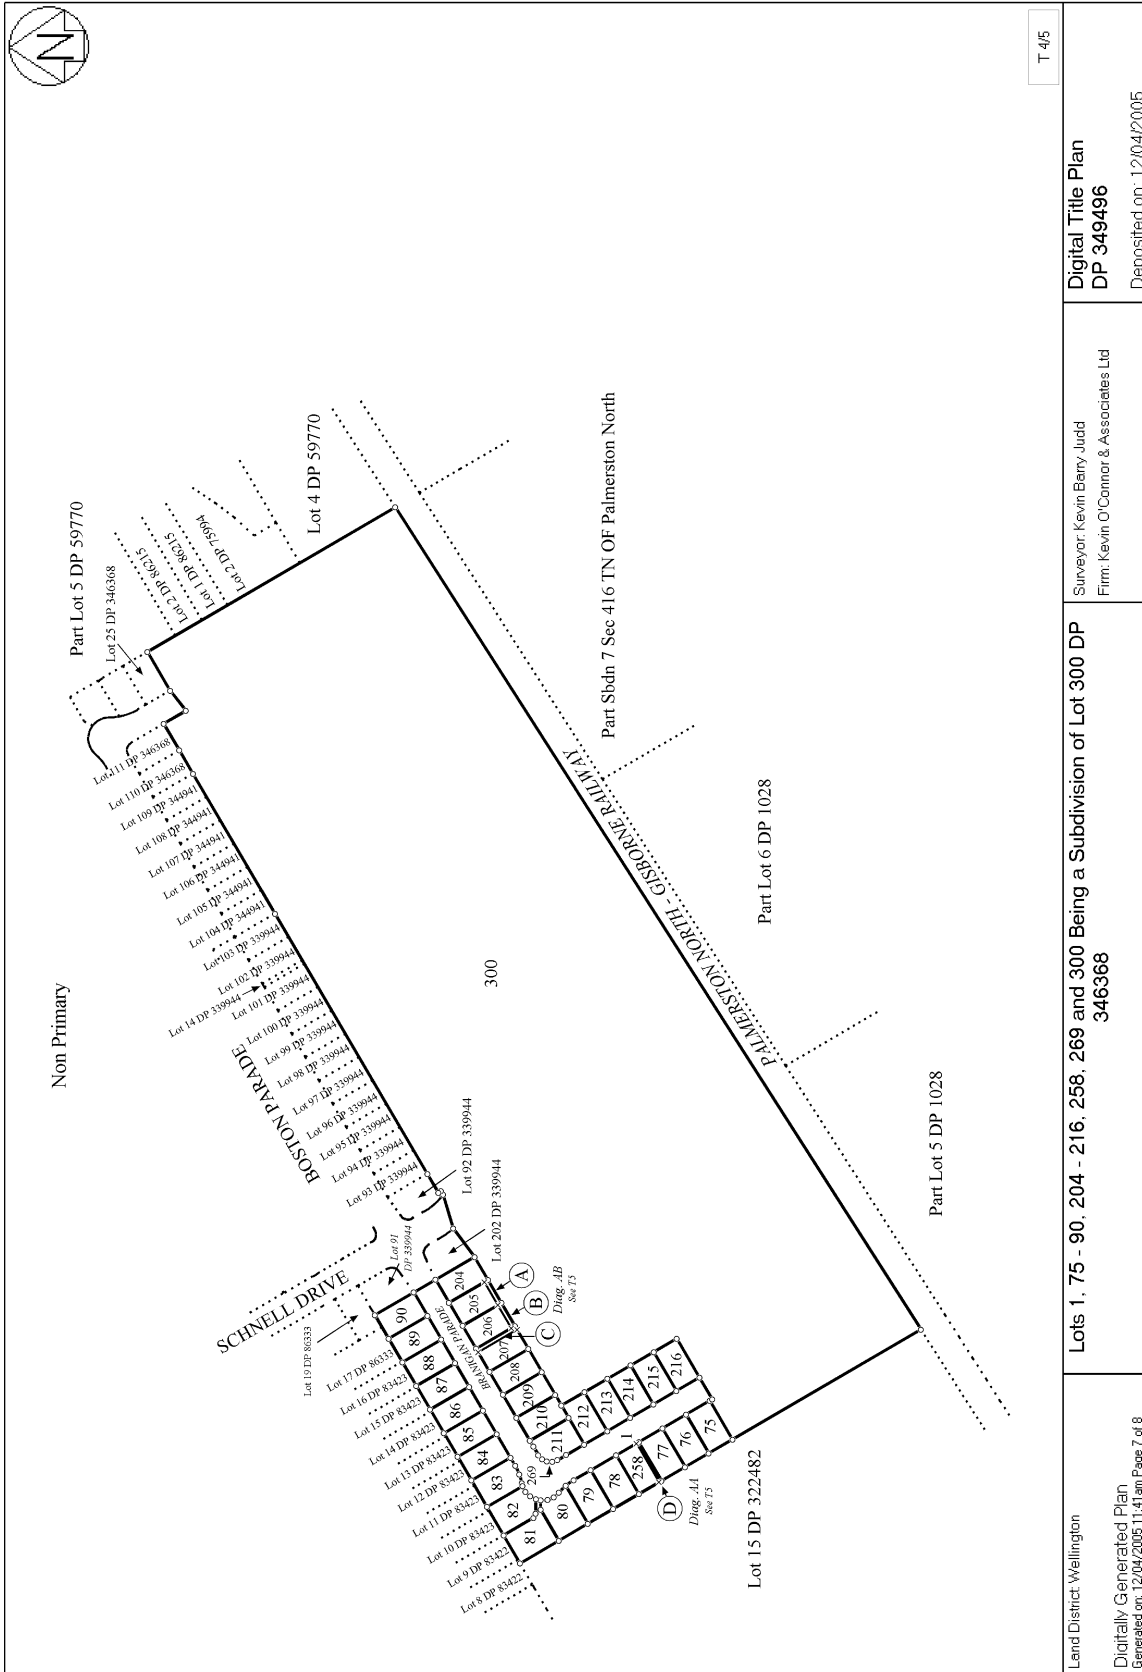 N
T 4/5
Non Primary
Part Lot 5 DP 59770
Lot 25 DP 346368
Lot 2 DP 86215
Lot 1 DP 86215
Lot 2 DP 75994
Lot 4 DP 59770
Lot 111 DP 346368
Lot 110 DP 346368
Lot 109 DP 344941
Lot 108 DP 344941
Lot 107 DP 344941
Lot 106 DP 344941
Lot 105 DP 344941
Lot 104 DP 344941
Lot 103 DP 339944
Lot 102 DP 339944
Lot 14 DP 339944
Lot 101 DP 339944
Lot 100 DP 339944
Lot 99 DP 339944
Lot 98 DP 339944
Lot 97 DP 339944
Lot 96 DP 339944
Lot 95 DP 339944
Lot 94 DP 339944
Lot 93 DP 339944
BOSTON PARADE
Lot 92 DP 339944
Lot 202 DP 339944
Lot 91
DP 339944
SCHNELL DRIVE
Lot 19 DP 86333
Lot 17 DP 86333
Lot 16 DP 83423
Lot 15 DP 83423
Lot 14 DP 83423
Lot 13 DP 83423
Lot 12 DP 83423
Lot 11 DP 83423
Lot 10 DP 83423
Lot 9 DP 83422
Lot 8 DP 83422
90
89
88
87
86
85
84
83
82
81
80
79
78
258
77
76
75
BRANIGAN PARADE
204
205
206
207
208
209
210
211
212
213
214
215
216
269
1
300
A
B
C
Diag. AB
See T5
D
Diag. AA
See T5
Lot 15 DP 322482
PALMERSTON NORTH - GISBORNE RAILWAY
Part Sbdn 7 Sec 416 TN OF Palmerston North
Part Lot 6 DP 1028
Part Lot 5 DP 1028
Land District: Wellington
Digitally Generated Plan
Generated on: 12/04/2005 11:41am Page 7 of 8
Lots 1, 75 - 90, 204 - 216, 258, 269 and 300 Being a Subdivision of Lot 300 DP
346368
Surveyor: Kevin Barry Judd
Firm: Kevin O'Connor & Associates Ltd
Digital Title Plan
DP 349496
Deposited on: 12/04/2005